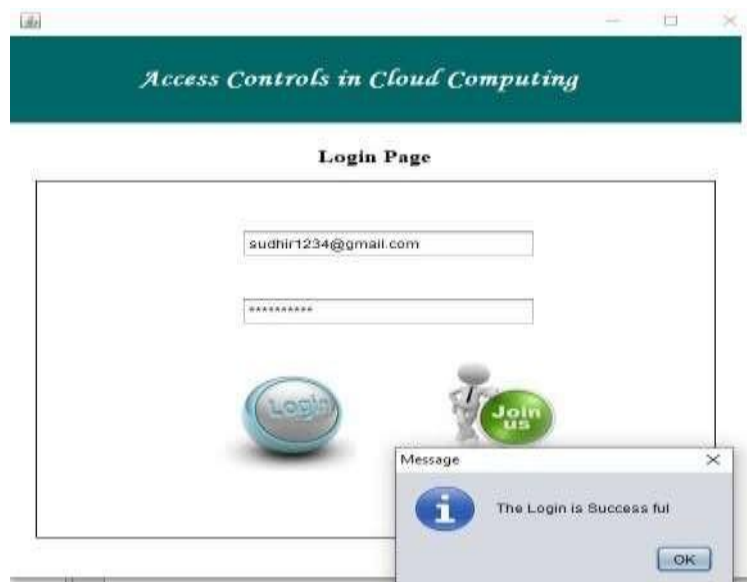 Access Controls in Cloud Computing
Login Page
sudhir1234@gmail.com
**********
Login
Join
us
Message
The Login is Success ful
OK